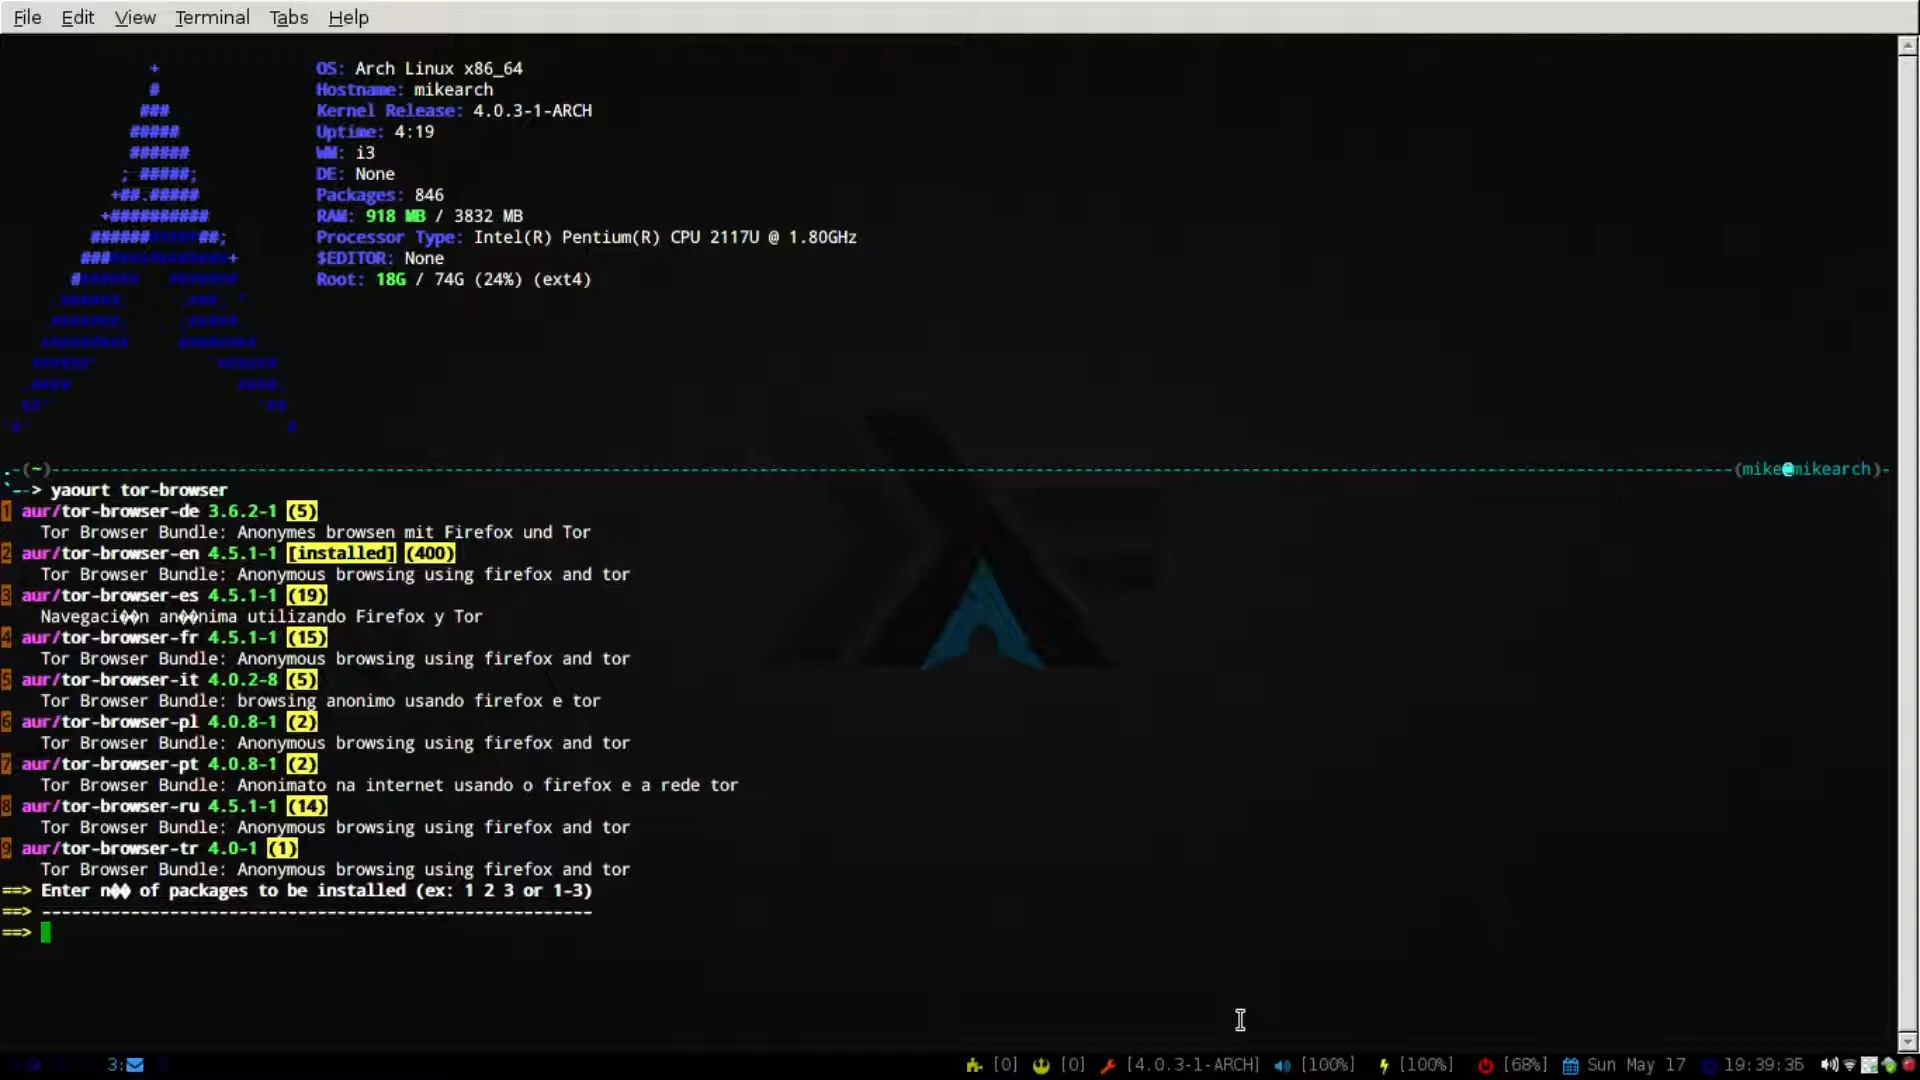 File Edit View Terminal Tabs Help
OS: Arch Linux x86_64
Hostname: mikearch
Kernel Release: 4.0.3-1-ARCH
Uptime: 4:19
WM: i3
DE: None
Packages: 846
RAM: 918 MB / 3832 MB
Processor Type: Intel(R) Pentium(R) CPU 2117U @ 1.80GHz
$EDITOR: None
Root: 18G / 74G (24%) (ext4)
(~) (mike@mikearch)
--> yaourt tor-browser
1 aur/tor-browser-de 3.6.2-1 (5)
Tor Browser Bundle: Anonymes browsen mit Firefox und Tor
2 aur/tor-browser-en 4.5.1-1 [installed] (400)
Tor Browser Bundle: Anonymous browsing using firefox and tor
3 aur/tor-browser-es 4.5.1-1 (19)
Navegaci��n an��nima utilizando Firefox y Tor
4 aur/tor-browser-fr 4.5.1-1 (15)
Tor Browser Bundle: Anonymous browsing using firefox and tor
5 aur/tor-browser-it 4.0.2-8 (5)
Tor Browser Bundle: browsing anonimo usando firefox e tor
6 aur/tor-browser-pl 4.0.8-1 (2)
Tor Browser Bundle: Anonymous browsing using firefox and tor
7 aur/tor-browser-pt 4.0.8-1 (2)
Tor Browser Bundle: Anonimato na internet usando o firefox e a rede tor
8 aur/tor-browser-ru 4.5.1-1 (14)
Tor Browser Bundle: Anonymous browsing using firefox and tor
9 aur/tor-browser-tr 4.0-1 (1)
Tor Browser Bundle: Anonymous browsing using firefox and tor
==> Enter n�� of packages to be installed (ex: 1 2 3 or 1-3)
==> --------------------------------------------------------
==>
3: [0] [0] [4.0.3-1-ARCH] [100%] [100%] [68%] Sun May 17 19:39:35